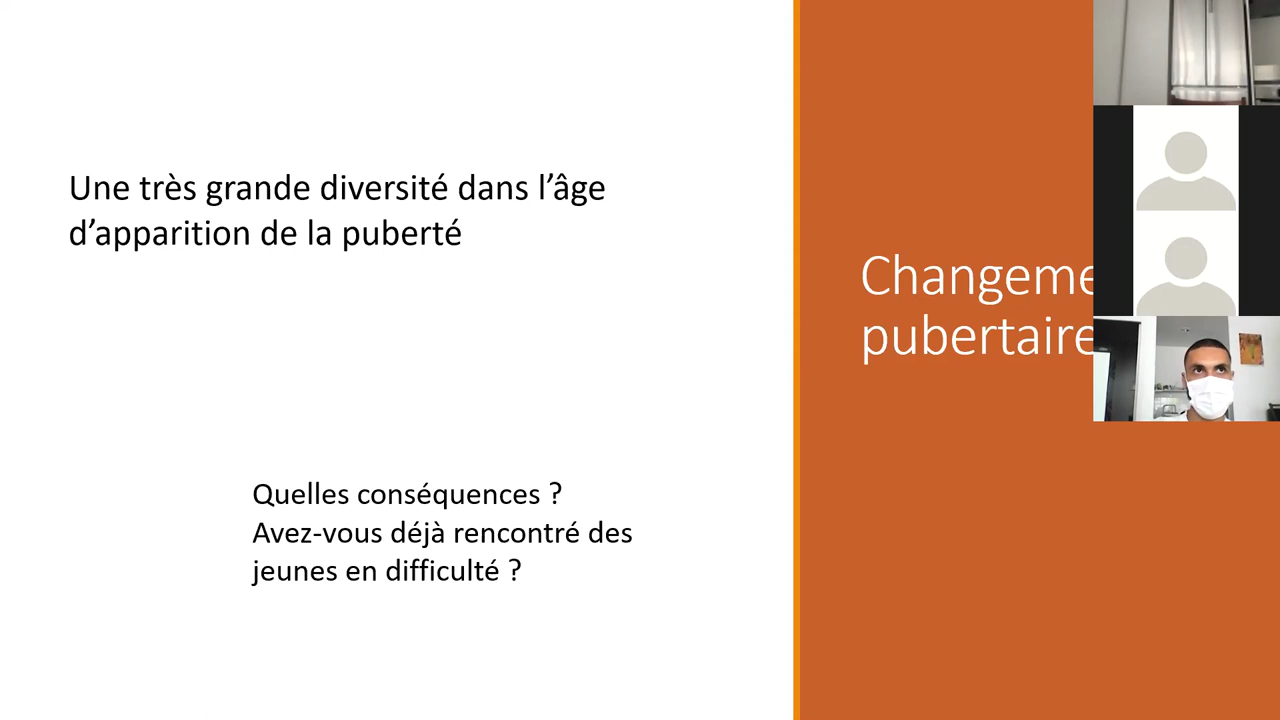 Une très grande diversité dans l’âge
d’apparition de la puberté
Quelles conséquences ?
Avez-vous déjà rencontré des
jeunes en difficulté ?
Changeme
pubertaire